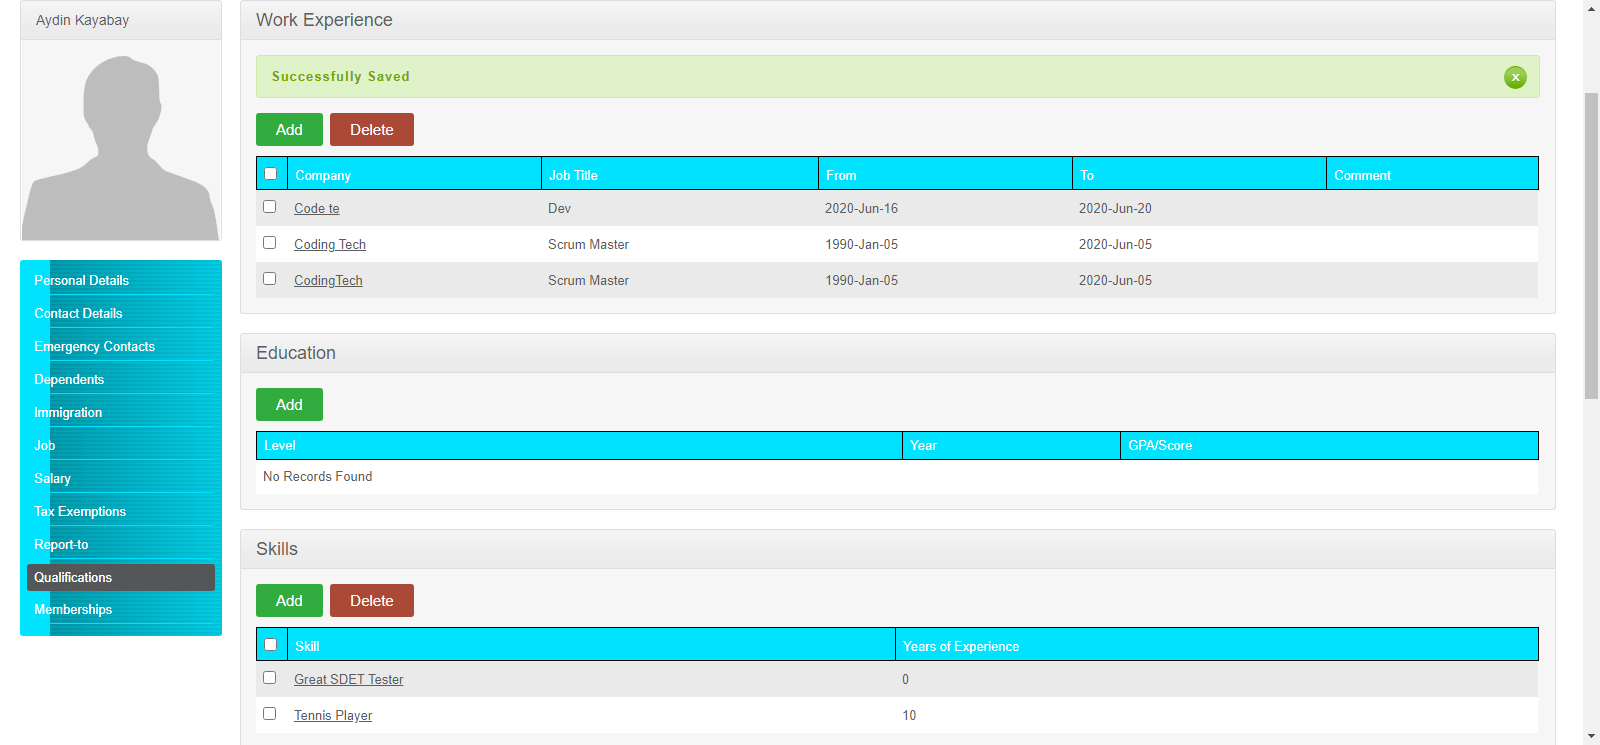 Aydin Kayabay
Personal Details
Contact Details
Emergency Contacts
Dependents
Immigration
Job
Salary
Tax Exemptions
Report-to
Qualifications
Memberships
Work Experience
Successfully Saved
x
Add Delete
Company Job Title From To Comment
Code te Dev 2020-Jun-16 2020-Jun-20
Coding Tech Scrum Master 1990-Jan-05 2020-Jun-05
CodingTech Scrum Master 1990-Jan-05 2020-Jun-05
Education
Add
Level Year GPA/Score
No Records Found
Skills
Add Delete
Skill Years of Experience
Great SDET Tester 0
Tennis Player 10